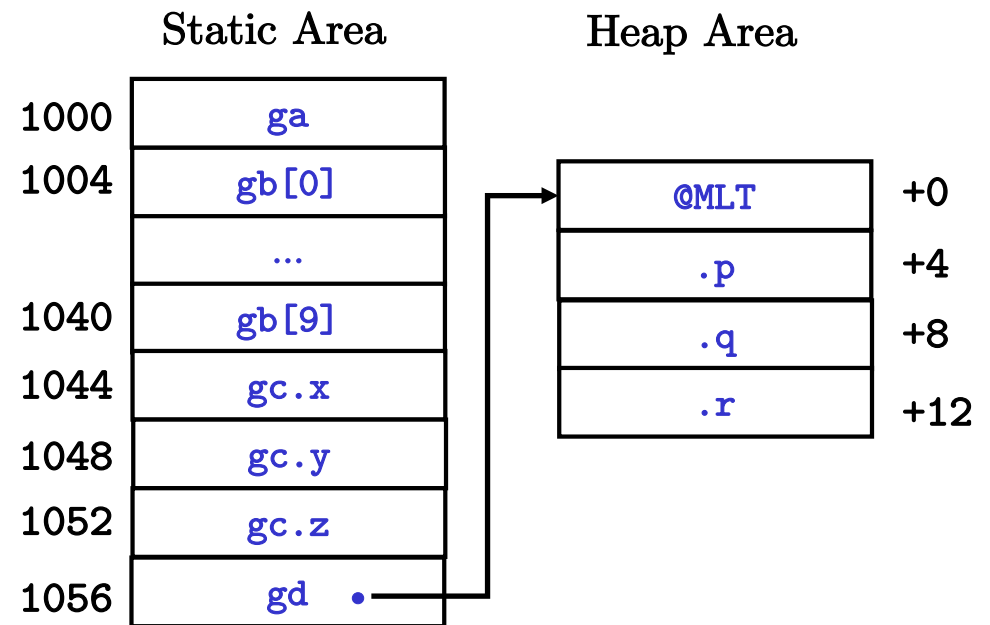 Static Area
Heap Area
1000 ga
1004 gb[0]
...
1040 gb[9]
1044 gc.x
1048 gc.y
1052 gc.z
1056 gd
@MLT +0
.p +4
.q +8
.r +12